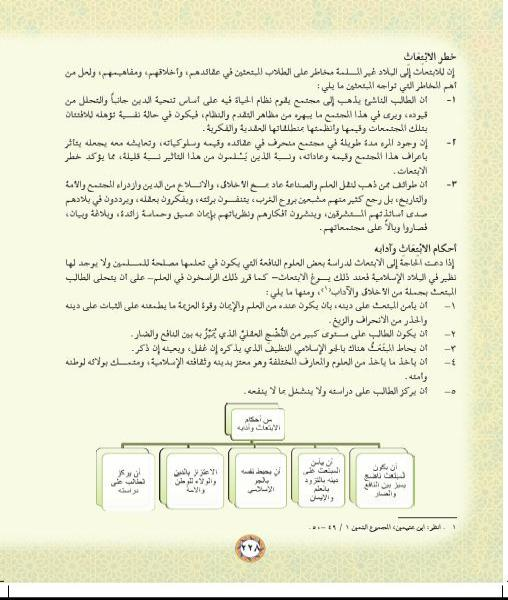 خطر الابْتِعَاث
إن للابتعاث إلى البلاد غير المسلمة مخاطر على الطلاب المبتعثين في عقائدهم، وأخلاقهم، ومفاهيمهم، ولعل من
أهم المخاطر التي تواجه المبتعثين ما يلي:
١- أن الطالب الناشئ يذهب إلى مجتمع يقوم نظام الحياة فيه على أساس تنحية الدين جانباً والتحلل من
قيوده، ويرى في هذا المجتمع ما يبهره من مظاهر التقدم والنظام، فيكون في حالة نفسية تؤهله للافتتان
بتلك المجتمعات وقيمها وأنظمتها بمنطلقاتها العقدية والفكرية.
٢- إن وجود المرء مدة طويلة في مجتمع منحرف في عقائده وقيمه وسلوكياته، وتعايشه معه يجعله يتأثر
بأعراف هذا المجتمع وقيمه وعاداته، ونسبة الذين يَسْلمون من هذا التأثير نسبة قليلة، مما يؤكد خطر
الابتعاث.
٣- أن طوائف ممن ذهب لنقل العلم والصناعة عاد بمسخ الأخلاق، والانسلاخ من الدين وازدراء المجتمع والأمة
والتاريخ، بل رجع كثير منهم مشبعين بروح الغرب، يتنفسون برئته، ويفكرون بعقله، ويرددون في بلادهم
صدى أساتذتهم المستشرقين، وينشرون أفكارهم ونظرياتهم بإيمان عميق وحماسة زائدة، وبلاغة وبيان،
فصاروا وبالاً على مجتمعاتهم.
أحكام الابْتِعَاث وآدابه
إذا دعت الحاجة إلى الابتعاث لدراسة بعض العلوم النافعة التي يكون في تعلمها مصلحة للمسلمين ولا يوجد لها
نظير في البلاد الإسلامية فعند ذلك يسوغ الابتعاث- كما قرر ذلك الراسخون في العلم- على أن يتحلى الطالب
المبتعث بجملة من الأخلاق والآداب(١)، ومنها ما يلي:
١- أن يأمن المبتعث على دينه، بأن يكون عنده من العلم والإيمان وقوة العزيمة ما يطمئنه على الثبات على دينه
والحذر من الانحراف والزيغ.
٢- أن يكون الطالب على مستوى كبير من النُّضْج العقليِّ الذي يُمَيِّزُ به بين النافع والضار.
٣- أن يحاط المبتَعَثُ هناك بالجو الإسلامي النظيف الذي يذكره إن غفل، ويعينه إن ذكر.
٤- أن يأخذ ما يأخذ من العلوم والمعارف المختلفة وهو معتز بدينه وثقافته الإسلامية، ومتمسك بولائه لوطنه
وأمته.
٥- أن يركز الطالب على دراسته ولا ينشغل بما لا ينفعه.
من أحكام
الابتعاث وآدابه
أن يكون
المبتعث ناضج
يميز بين النافع
والضار
أن يأمن
المبتعث على
دينه بالتزود
بالعلم
والإيمان
أن يحيط نفسه
بالجو
الإسلامي
الاعتزاز بالدين
والولاء للوطن
والأمة
أن يركز
الطالب على
دراسته
١ . انظر: ابن عثيمين، المجموع الثمين ١ / ٤٩ -٥٠.
٢٢٨